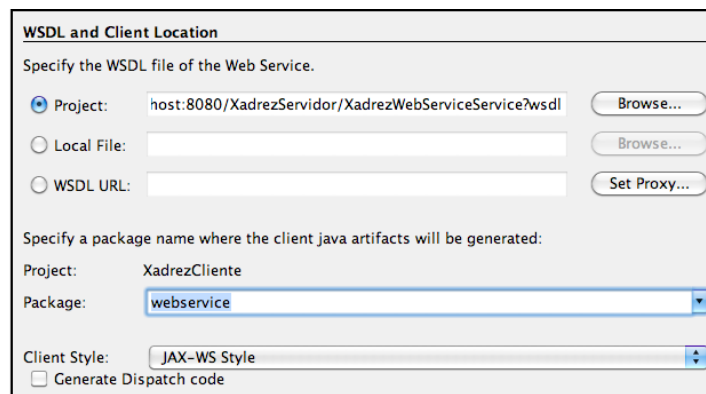 WSDL and Client Location
Specify the WSDL file of the Web Service.
Project: host:8080/XadrezServidor/XadrezWebServiceService?wsdl Browse...
Local File: Browse...
WSDL URL: Set Proxy...
Specify a package name where the client java artifacts will be generated:
Project: XadrezCliente
Package: webservice
Client Style: JAX-WS Style
Generate Dispatch code